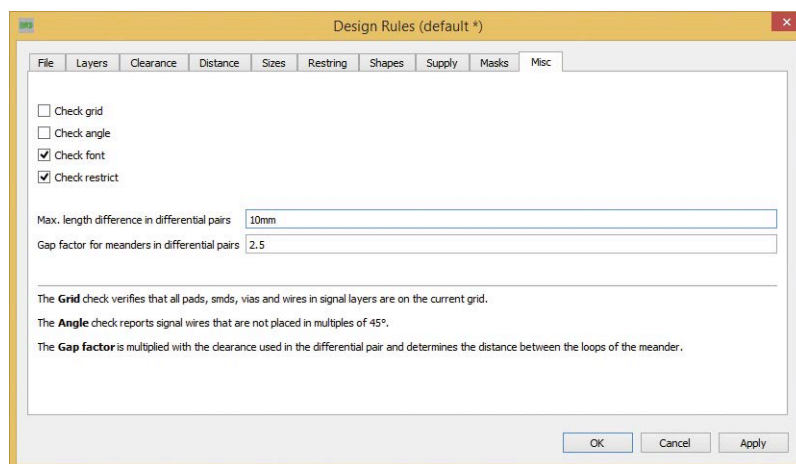 Design Rules (default *)
File Layers Clearance Distance Sizes Restring Shapes Supply Masks Misc
Check grid
Check angle
Check font
Check restrict
Max. length difference in differential pairs 10mm
Gap factor for meanders in differential pairs 2.5
The Grid check verifies that all pads, smds, vias and wires in signal layers are on the current grid.
The Angle check reports signal wires that are not placed in multiples of 45°.
The Gap factor is multiplied with the clearance used in the differential pair and determines the distance between the loops of the meander.
OK Cancel Apply